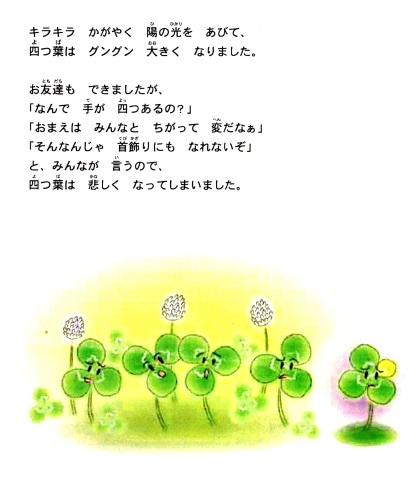 キラキラ　かがやく　陽の光を　あびて、
四つ葉は　グングン　大きく　なりました。
お友達も　できましたが、
「なんで　手が　四つあるの？」
「おまえは　みんなと　ちがって　変だなぁ」
「そんなんじゃ　首飾りにも　なれないぞ」
と、みんなが　言うので、
四つ葉は　悲しく　なってしまいました。